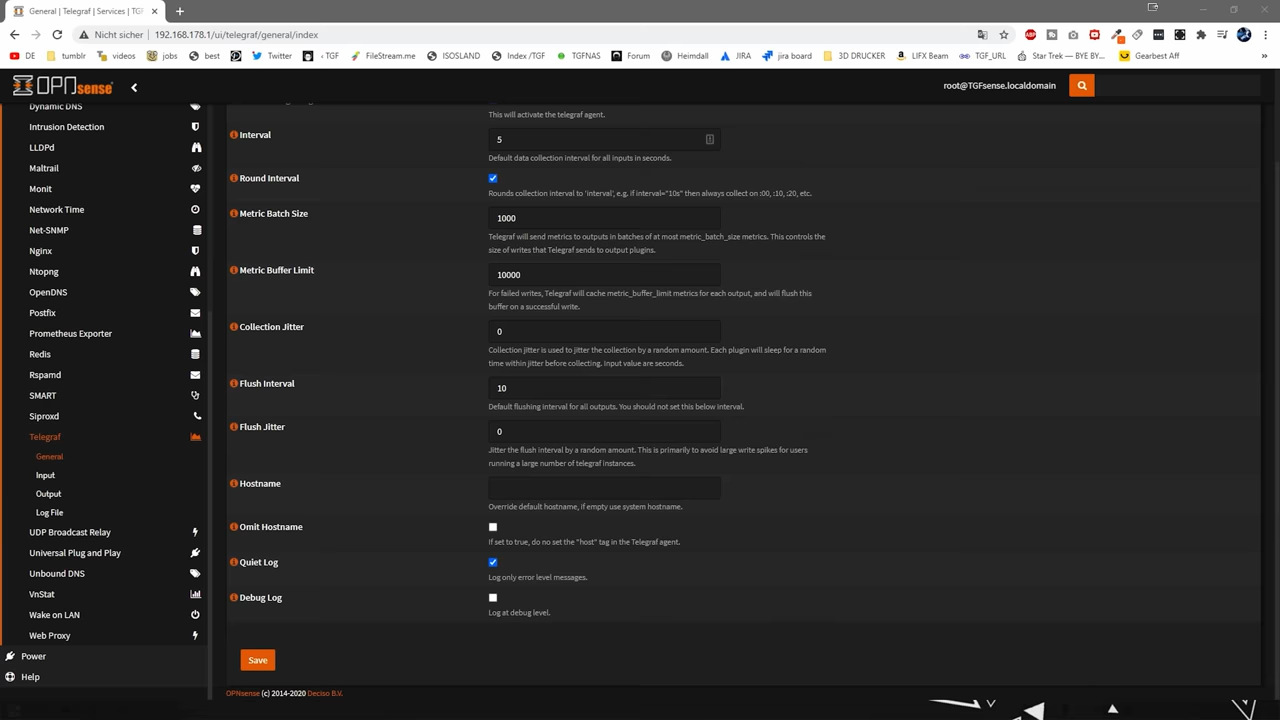 General | Telegraf | Services | TG
Nicht sicher 192.168.178.1/ui/telegraf/general/index
DE tumblr videos jobs best Twitter < TGF FileStream.me ISOSLAND Index /TGF TGFNAS Forum Heimdall JIRA jira board 3D DRUCKER LIFX Beam TGF_URL Star Trek — BYE BY... Gearbest Aff »
OPNsense root@TGFsense.localdomain
Dynamic DNS
Intrusion Detection
LLDPd
Maltrail
Monit
Network Time
Net-SNMP
Nginx
Ntopng
OpenDNS
Postfix
Prometheus Exporter
Redis
Rspamd
SMART
Siproxd
Telegraf
General
Input
Output
Log File
UDP Broadcast Relay
Universal Plug and Play
Unbound DNS
VnStat
Wake on LAN
Web Proxy
Power
Help
This will activate the telegraf agent.
Interval
5
Default data collection interval for all inputs in seconds.
Round Interval
Rounds collection interval to 'interval', e.g. if interval="10s" then always collect on :00, :10, :20, etc.
Metric Batch Size
1000
Telegraf will send metrics to outputs in batches of at most metric_batch_size metrics. This controls the
size of writes that Telegraf sends to output plugins.
Metric Buffer Limit
10000
For failed writes, Telegraf will cache metric_buffer_limit metrics for each output, and will flush this
buffer on a successful write.
Collection Jitter
0
Collection jitter is used to jitter the collection by a random amount. Each plugin will sleep for a random
time within jitter before collecting. Input value are seconds.
Flush Interval
10
Default flushing interval for all outputs. You should not set this below interval.
Flush Jitter
0
Jitter the flush interval by a random amount. This is primarily to avoid large write spikes for users
running a large number of telegraf instances.
Hostname
Override default hostname, if empty use system hostname.
Omit Hostname
If set to true, do no set the "host" tag in the Telegraf agent.
Quiet Log
Log only error level messages.
Debug Log
Log at debug level.
Save
OPNsense (c) 2014-2020 Deciso B.V.